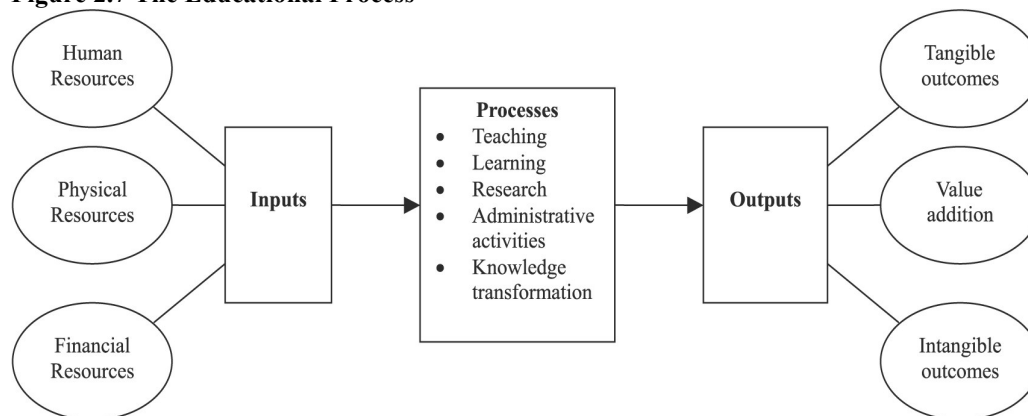 Figure 2.7 The Educational Process
Human
Resources
Physical
Resources
Financial
Resources
Inputs
Processes
• Teaching
• Learning
• Research
• Administrative
activities
• Knowledge
transformation
Outputs
Tangible
outcomes
Value
addition
Intangible
outcomes